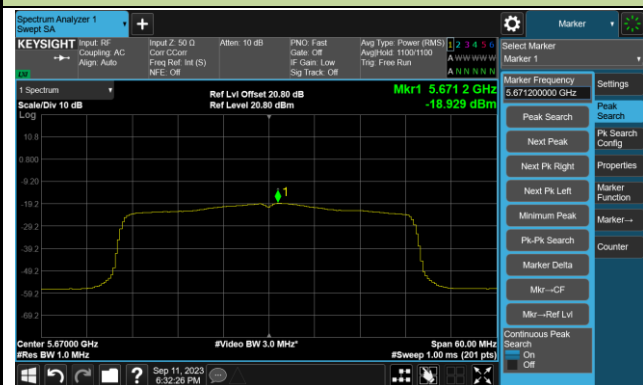 Spectrum Analyzer 1
Swept SA
+
Marker
KEYSIGHT
Input: RF
Coupling: AC
Align: Auto
Input Z: 50 Ω
Corr CCorr
Freq Ref: Int (S)
NFE: Off
Atten: 10 dB
PNO: Fast
Gate: Off
IF Gain: Low
Sig Track: Off
Avg Type: Power (RMS)
Avg|Hold: 1100/1100
Trig: Free Run
1 2 3 4 5 6
A W W W W W
A N N N N N
Select Marker
Marker 1
1 Spectrum
Scale/Div 10 dB
Log
Ref Lvl Offset 20.80 dB
Ref Level 20.80 dBm
Mkr1 5.671 2 GHz
-18.929 dBm
10.8
0.800
-9.20
-19.2
-29.2
-39.2
-49.2
-59.2
-69.2
1
Center 5.67000 GHz
#Res BW 1.0 MHz
#Video BW 3.0 MHz*
Span 60.00 MHz
#Sweep 1.00 ms (201 pts)
Marker Frequency
5.671200000 GHz
Peak Search
Next Peak
Next Pk Right
Next Pk Left
Minimum Peak
Pk-Pk Search
Marker Delta
Mkr→CF
Mkr→Ref Lvl
Continuous Peak
Search
On
Off
Settings
Peak
Search
Pk Search
Config
Properties
Marker
Function
Marker→
Counter
?
Sep 11, 2023
6:32:26 PM